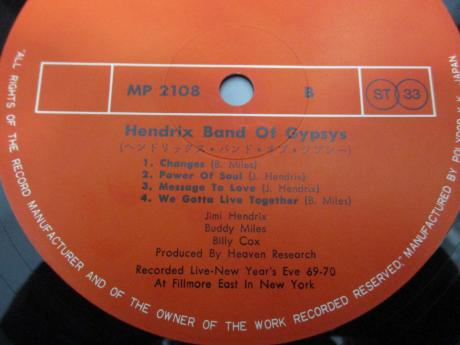 MP 2108 B ST 33
Hendrix Band Of Gypsys
(ヘンドリックス・バンド・オブ・ジプシー)
1. Changes (B. Miles)
2. Power Of Soul (J. Hendrix)
3. Message To Love (J. Hendrix)
4. We Gotta Live Together (B. Miles)
Jimi Hendrix
Buddy Miles
Billy Cox
Produced By Heaven Research
Recorded Live-New Year's Eve 69-70
At Fillmore East In New York
"ALL RIGHTS OF THE RECORD MANUFACTURER AND OF THE OWNER OF THE WORK RECORDED RESERVED." MANUFACTURED BY POLYDOR K.K. JAPAN